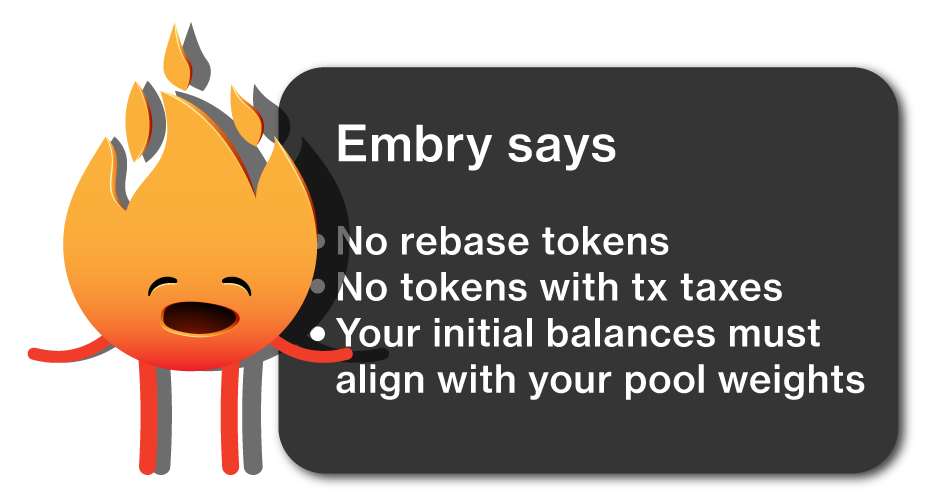 Embry says
• No rebase tokens
• No tokens with tx taxes
• Your initial balances must
align with your pool weights